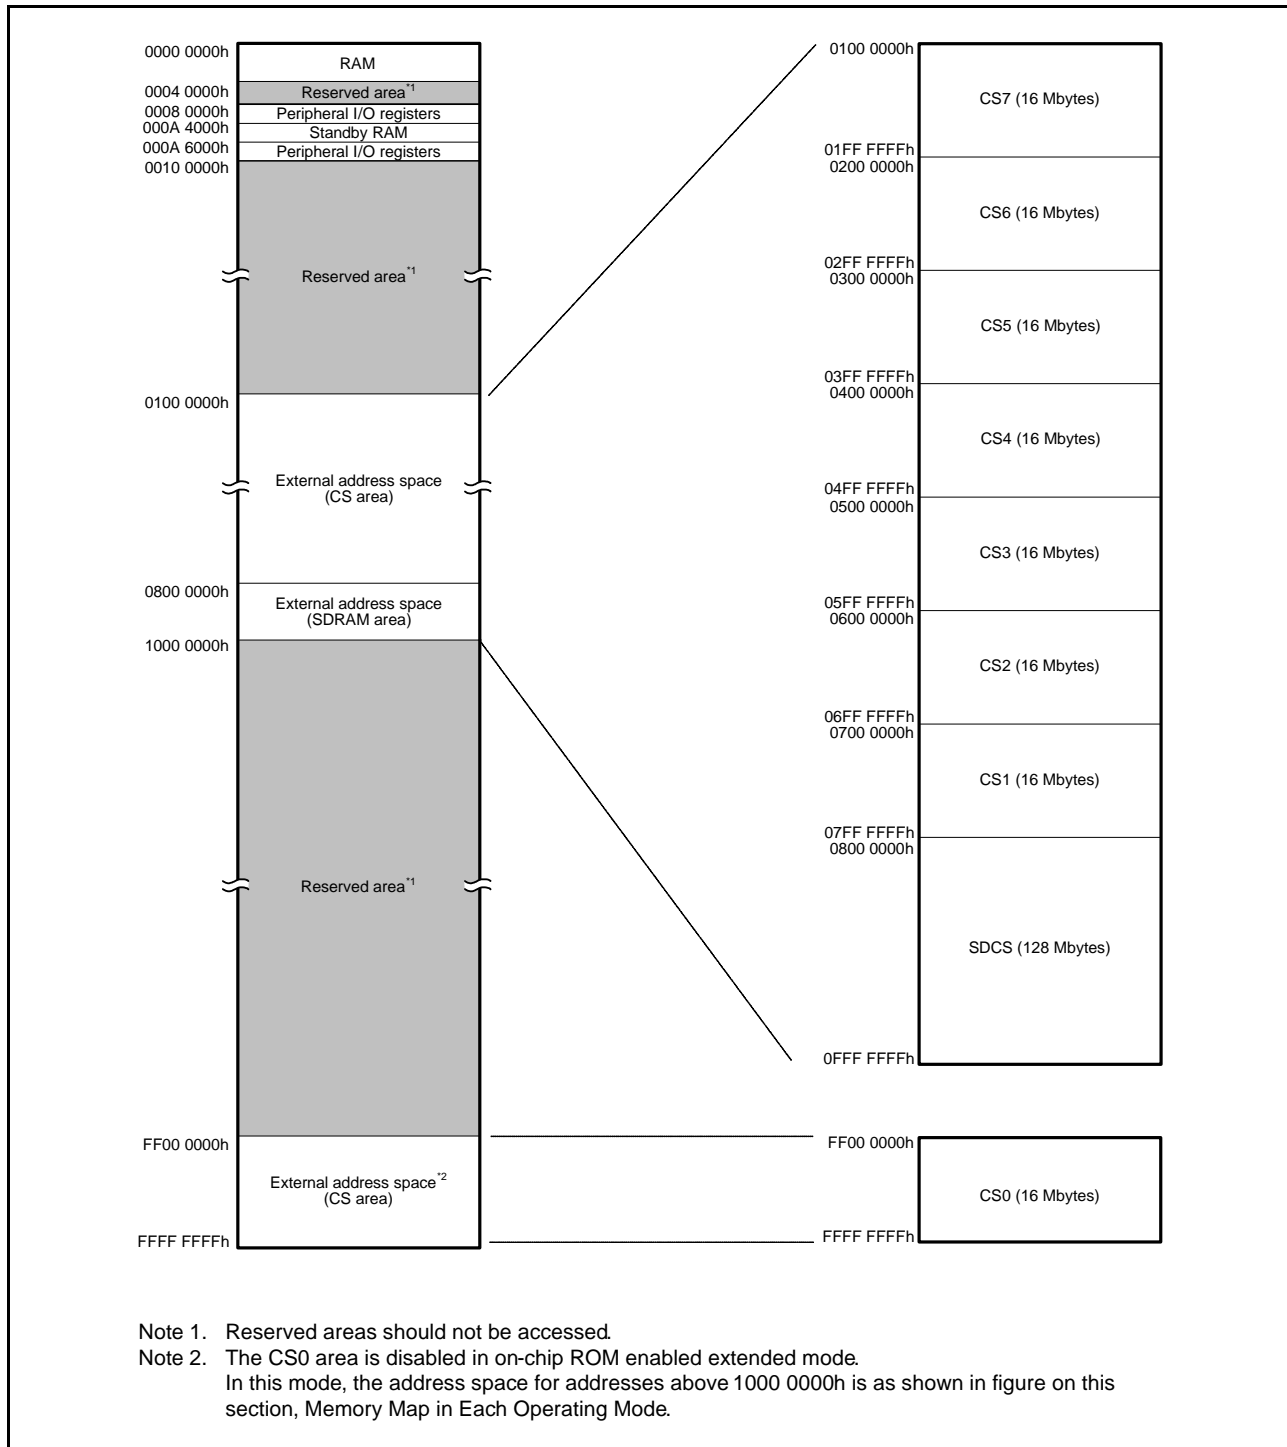 0000 0000h
RAM
0004 0000h
Reserved area*1
0008 0000h
Peripheral I/O registers
000A 4000h
Standby RAM
000A 6000h
Peripheral I/O registers
0010 0000h
Reserved area*1
0100 0000h
External address space
(CS area)
0800 0000h
External address space
(SDRAM area)
1000 0000h
Reserved area*1
FF00 0000h
External address space*2
(CS area)
FFFF FFFFh
0100 0000h
CS7 (16 Mbytes)
01FF FFFFh
0200 0000h
CS6 (16 Mbytes)
02FF FFFFh
0300 0000h
CS5 (16 Mbytes)
03FF FFFFh
0400 0000h
CS4 (16 Mbytes)
04FF FFFFh
0500 0000h
CS3 (16 Mbytes)
05FF FFFFh
0600 0000h
CS2 (16 Mbytes)
06FF FFFFh
0700 0000h
CS1 (16 Mbytes)
07FF FFFFh
0800 0000h
SDCS (128 Mbytes)
0FFF FFFFh
FF00 0000h
CS0 (16 Mbytes)
FFFF FFFFh
Note 1. Reserved areas should not be accessed.
Note 2. The CS0 area is disabled in on-chip ROM enabled extended mode.
In this mode, the address space for addresses above 1000 0000h is as shown in figure on this
section, Memory Map in Each Operating Mode.